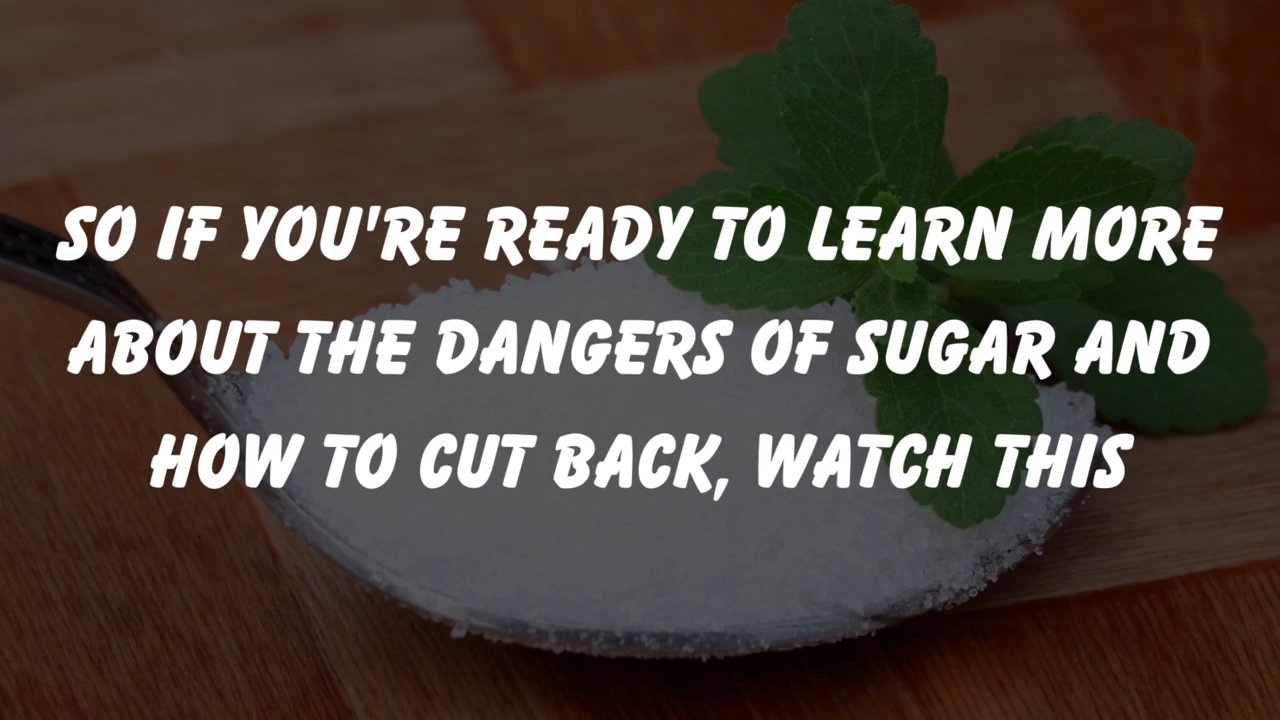 SO IF YOU'RE READY TO LEARN MORE
ABOUT THE DANGERS OF SUGAR AND
HOW TO CUT BACK, WATCH THIS